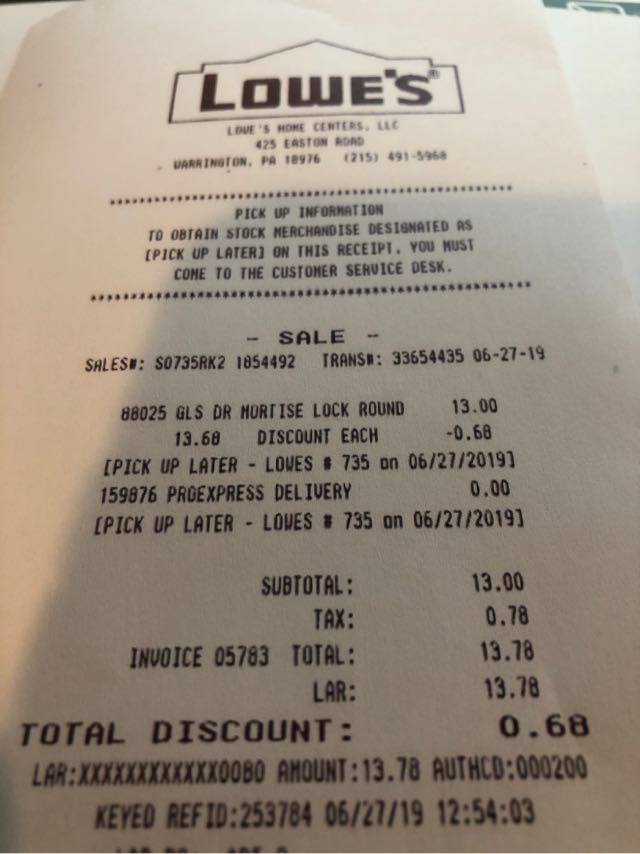 LOWE'S®
LOWE'S HOME CENTERS, LLC
425 EASTON ROAD
WARRINGTON, PA 18976 (215) 491-5968
PICK UP INFORMATION
TO OBTAIN STOCK MERCHANDISE DESIGNATED AS
[PICK UP LATER] ON THIS RECEIPT, YOU MUST
COME TO THE CUSTOMER SERVICE DESK.
- SALE -
SALES#: S0735RK2 1854492 TRANS#: 33654435 06-27-19
88025 GLS DR MORTISE LOCK ROUND 13.00
13.68 DISCOUNT EACH -0.68
[PICK UP LATER - LOWES # 735 on 06/27/2019]
159876 PROEXPRESS DELIVERY 0.00
[PICK UP LATER - LOWES # 735 on 06/27/2019]
SUBTOTAL: 13.00
TAX: 0.78
INVOICE 05783 TOTAL: 13.78
LAR: 13.78
TOTAL DISCOUNT: 0.68
LAR:XXXXXXXXXXXX0080 AMOUNT:13.78 AUTHCD:000200
KEYED REFID:253784 06/27/19 12:54:03